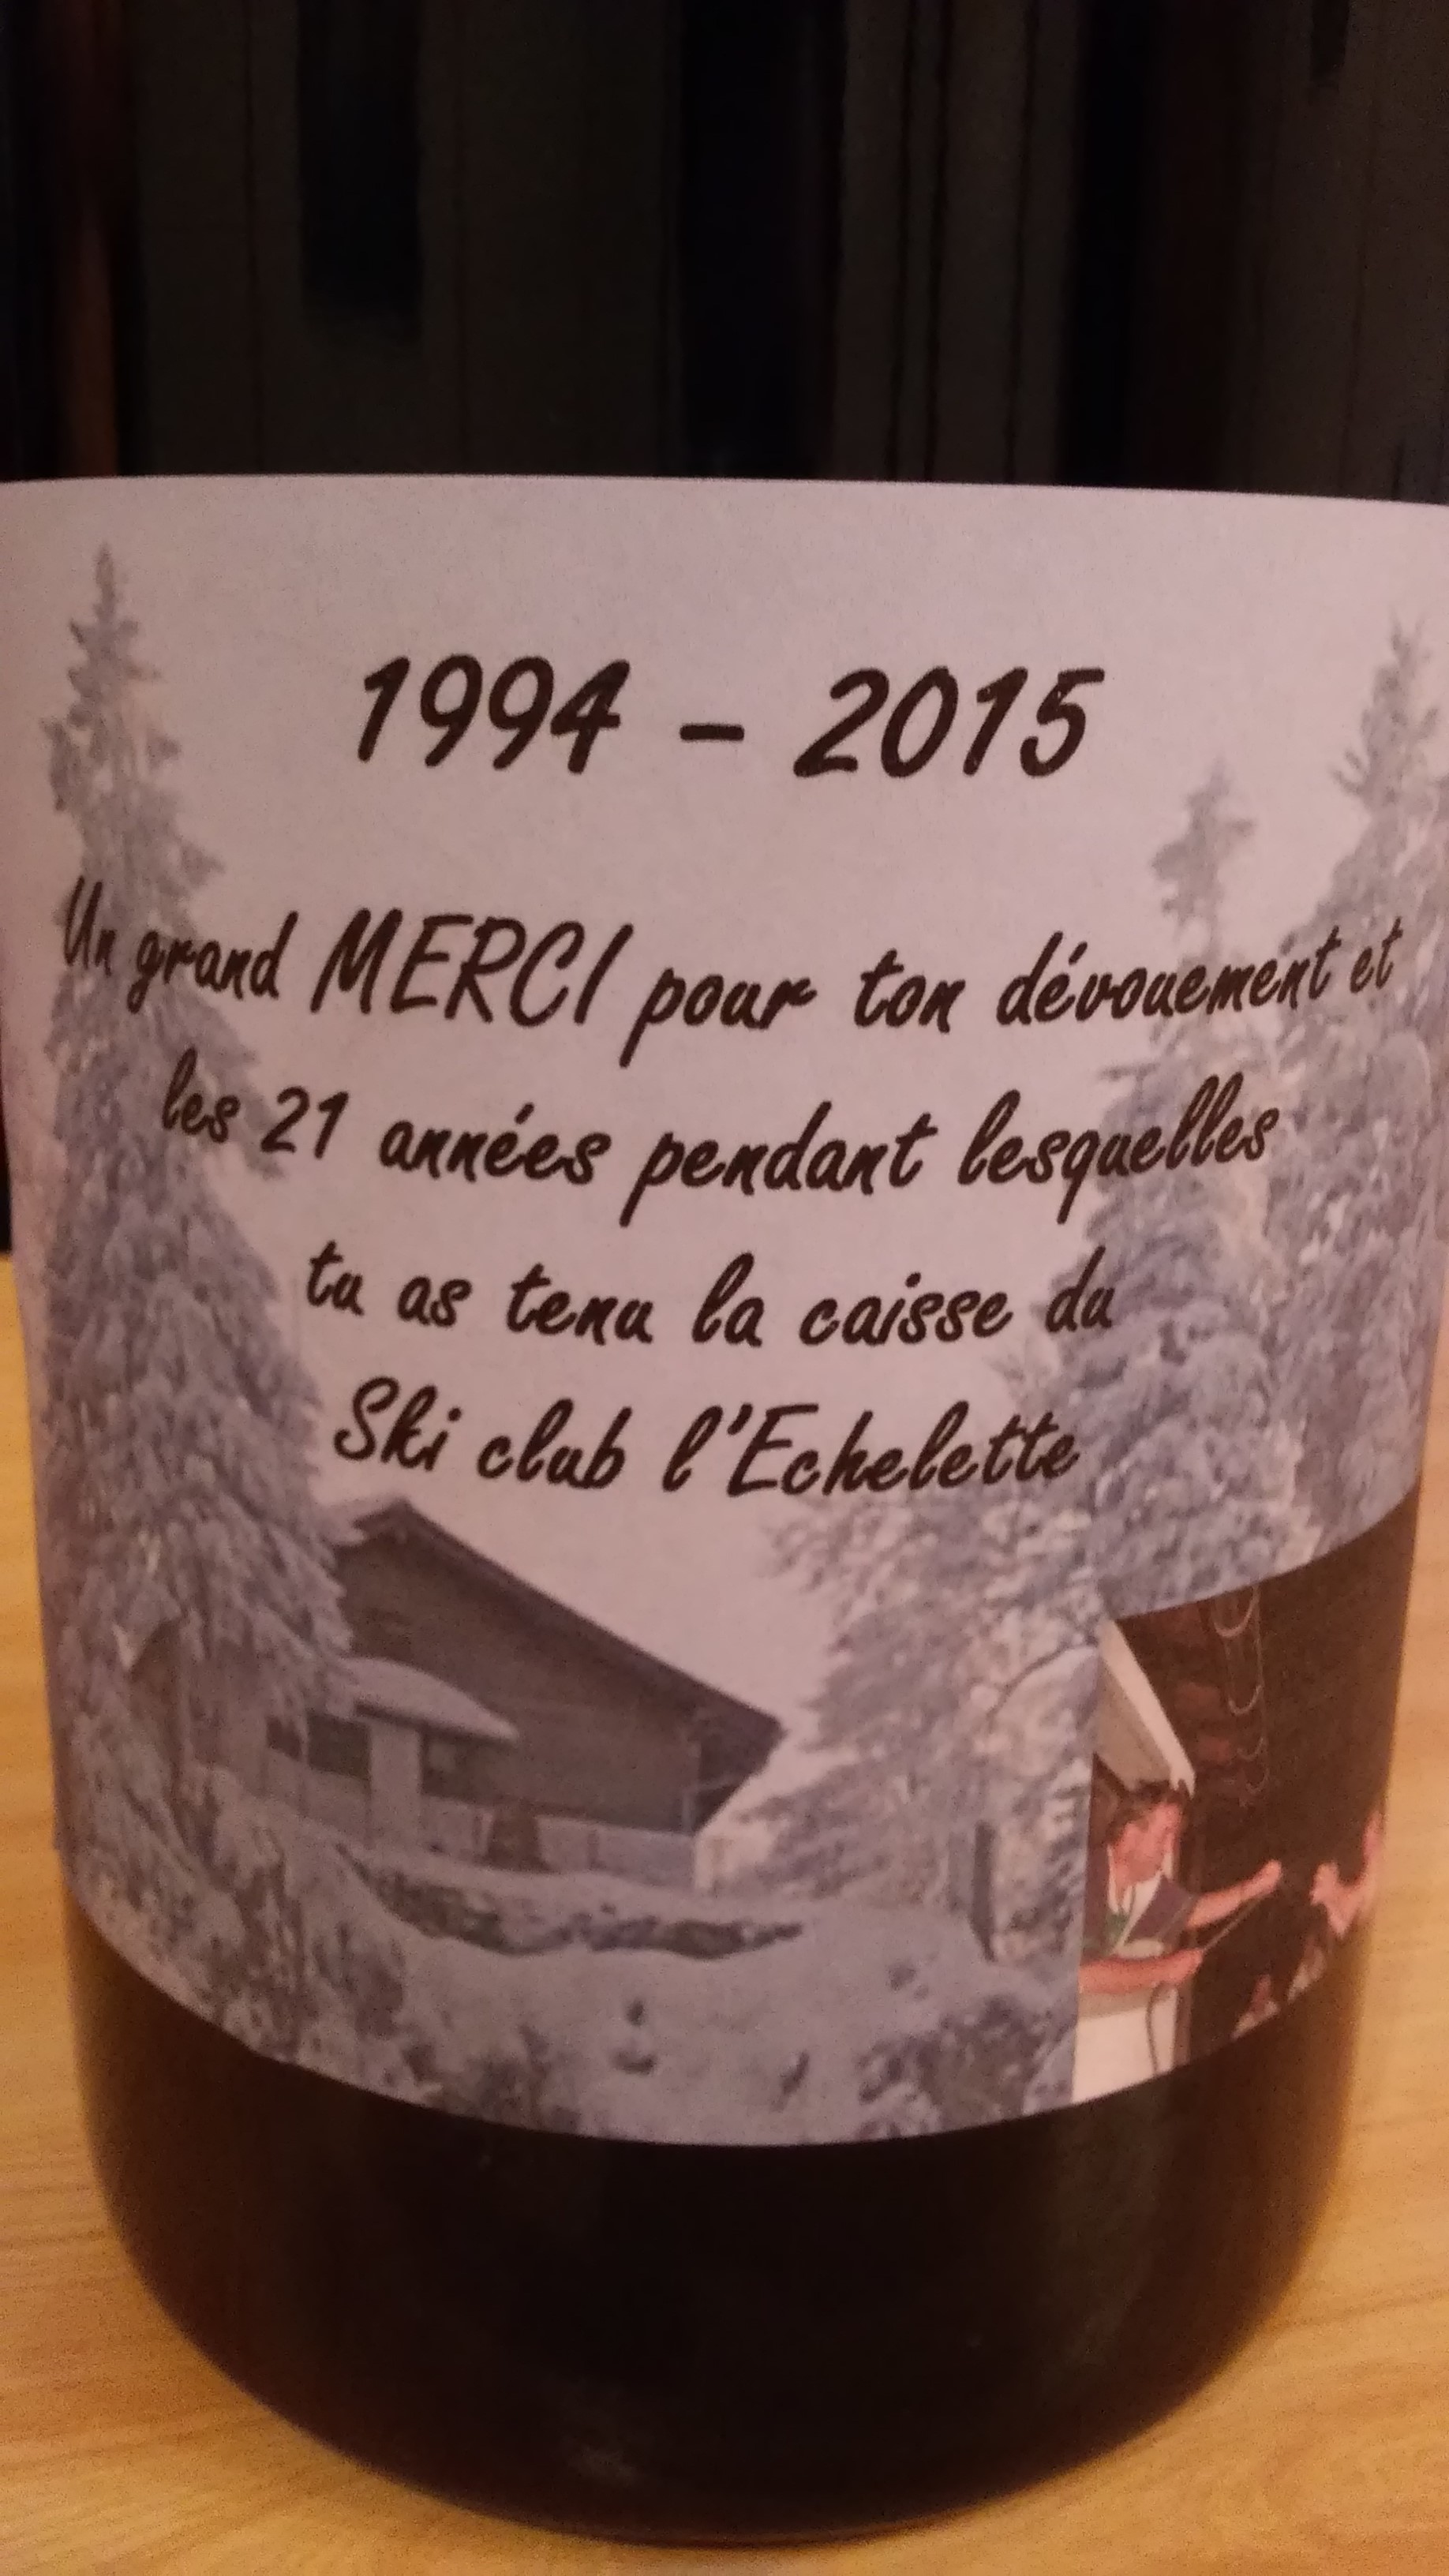 1994 - 2015
Un grand MERCI pour ton dévouement et
les 21 années pendant lesquelles
tu as tenu la caisse du
Ski club l'Echelette